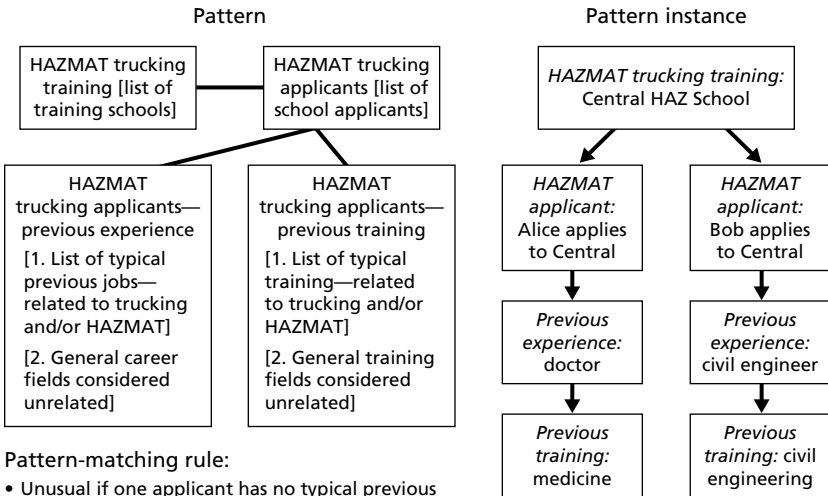 Pattern
HAZMAT trucking
training [list of
training schools]
HAZMAT trucking
applicants [list of
school applicants]
HAZMAT
trucking applicants—
previous experience
[1. List of typical
previous jobs—
related to trucking
and/or HAZMAT]
[2. General career
fields considered
unrelated]
HAZMAT
trucking applicants—
previous training
[1. List of typical
training—related
to trucking and/or
HAZMAT]
[2. General training
fields considered
unrelated]
Pattern-matching rule:
• Unusual if one applicant has no typical previous
Pattern instance
HAZMAT trucking training:
Central HAZ School
HAZMAT
applicant:
Alice applies
to Central
HAZMAT
applicant:
Bob applies
to Central
Previous
experience:
doctor
Previous
experience:
civil engineer
Previous
training:
medicine
Previous
training: civil
engineering